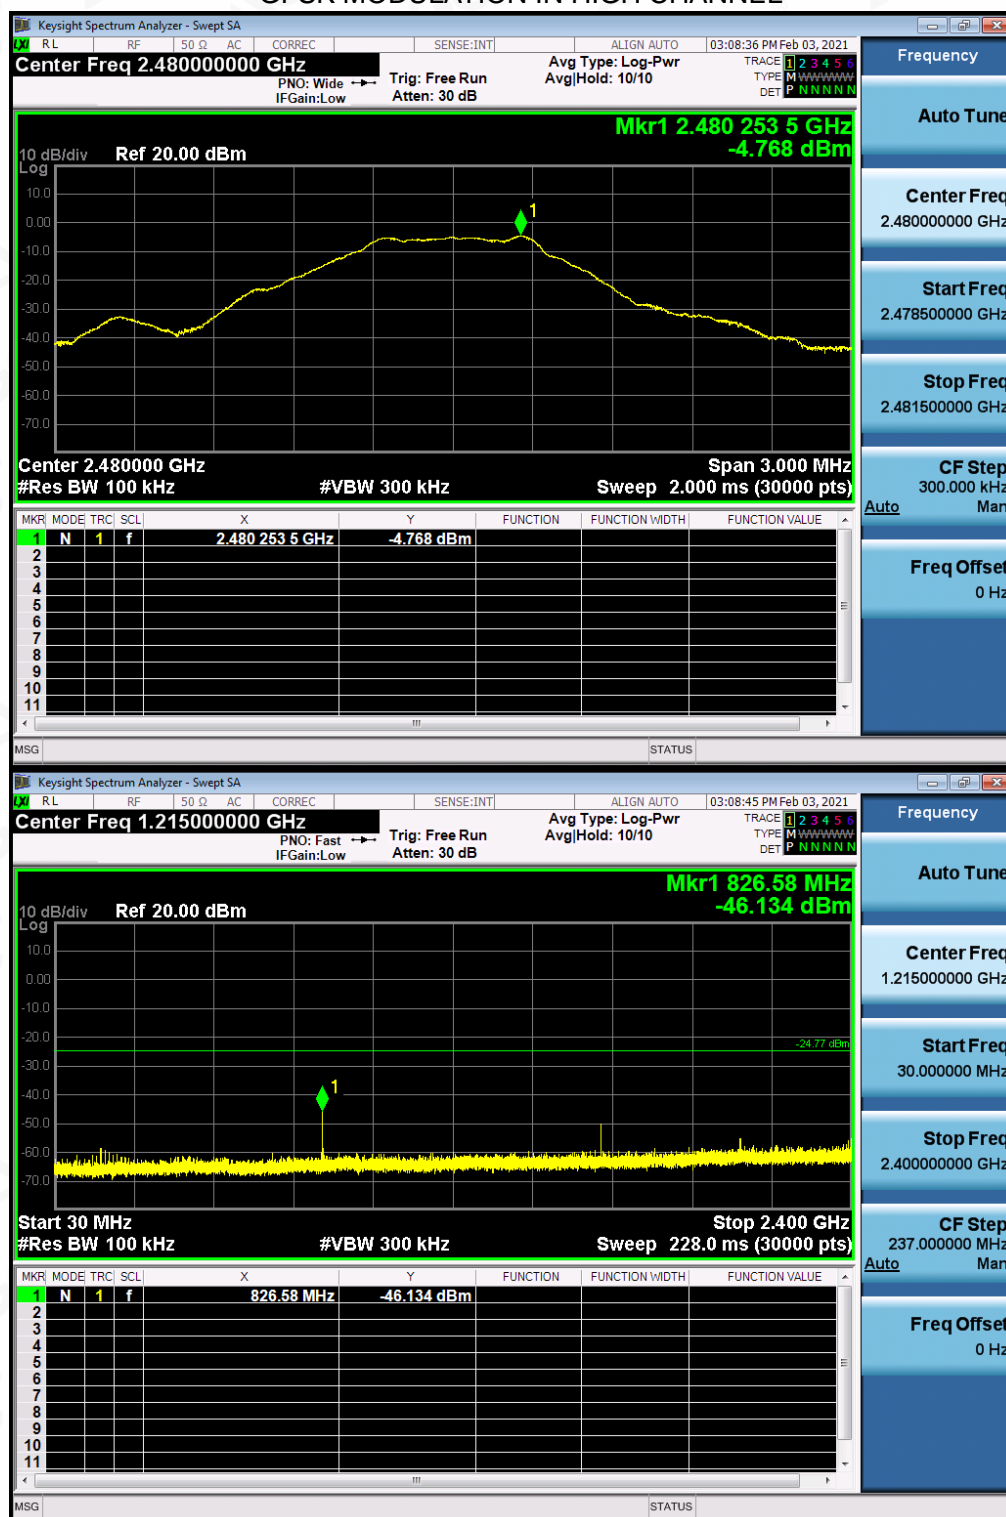 GFSK MODULATION IN HIGH CHANNEL
Keysight Spectrum Analyzer - Swept SA
LXI RL RF 50 Ω AC CORREC SENSE:INT ALIGN AUTO 03:08:36 PM Feb 03, 2021
Center Freq 2.480000000 GHz
PNO: Wide
IFGain:Low
Trig: Free Run
Atten: 30 dB
Avg Type: Log-Pwr
Avg|Hold: 10/10
TRACE 1 2 3 4 5 6
TYPE M WWWWW
DET P N N N N N
Mkr1 2.480 253 5 GHz
-4.768 dBm
10 dB/div Ref 20.00 dBm
Log
10.0
0.00
-10.0
-20.0
-30.0
-40.0
-50.0
-60.0
-70.0
1
Center 2.480000 GHz Span 3.000 MHz
#Res BW 100 kHz #VBW 300 kHz Sweep 2.000 ms (30000 pts)
MKR MODE TRC SCL X Y FUNCTION FUNCTION WIDTH FUNCTION VALUE
1 N 1 f 2.480 253 5 GHz -4.768 dBm
2
3
4
5
6
7
8
9
10
11
MSG STATUS
Frequency
Auto Tune
Center Freq
2.480000000 GHz
Start Freq
2.478500000 GHz
Stop Freq
2.481500000 GHz
CF Step
300.000 kHz
Auto Man
Freq Offset
0 Hz
Keysight Spectrum Analyzer - Swept SA
LXI RL RF 50 Ω AC CORREC SENSE:INT ALIGN AUTO 03:08:45 PM Feb 03, 2021
Center Freq 1.215000000 GHz
PNO: Fast
IFGain:Low
Trig: Free Run
Atten: 30 dB
Avg Type: Log-Pwr
Avg|Hold: 10/10
TRACE 1 2 3 4 5 6
TYPE M WWWWW
DET P N N N N N
Mkr1 826.58 MHz
-46.134 dBm
10 dB/div Ref 20.00 dBm
Log
10.0
0.00
-10.0
-20.0
-30.0
-40.0
-50.0
-60.0
-70.0
-24.77 dBm
1
Start 30 MHz Stop 2.400 GHz
#Res BW 100 kHz #VBW 300 kHz Sweep 228.0 ms (30000 pts)
MKR MODE TRC SCL X Y FUNCTION FUNCTION WIDTH FUNCTION VALUE
1 N 1 f 826.58 MHz -46.134 dBm
2
3
4
5
6
7
8
9
10
11
MSG STATUS
Frequency
Auto Tune
Center Freq
1.215000000 GHz
Start Freq
30.000000 MHz
Stop Freq
2.400000000 GHz
CF Step
237.000000 MHz
Auto Man
Freq Offset
0 Hz